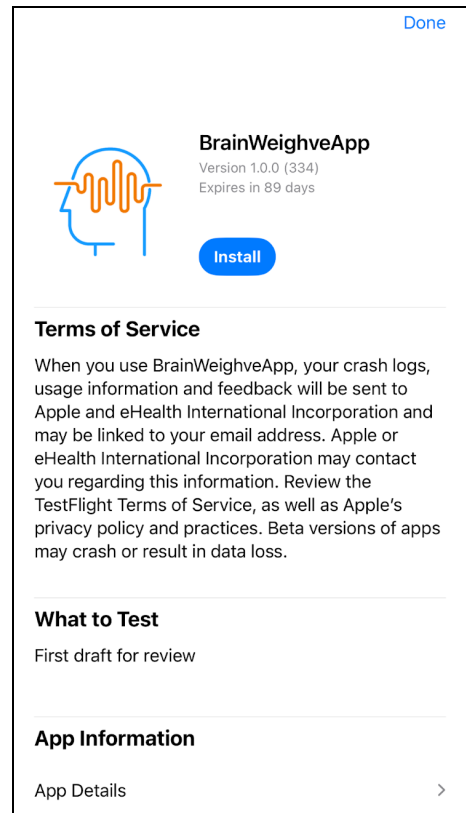 Done
BrainWeighveApp
Version 1.0.0 (334)
Expires in 89 days
Install
Terms of Service
When you use BrainWeighveApp, your crash logs,
usage information and feedback will be sent to
Apple and eHealth International Incorporation and
may be linked to your email address. Apple or
eHealth International Incorporation may contact
you regarding this information. Review the
TestFlight Terms of Service, as well as Apple’s
privacy policy and practices. Beta versions of apps
may crash or result in data loss.
What to Test
First draft for review
App Information
App Details